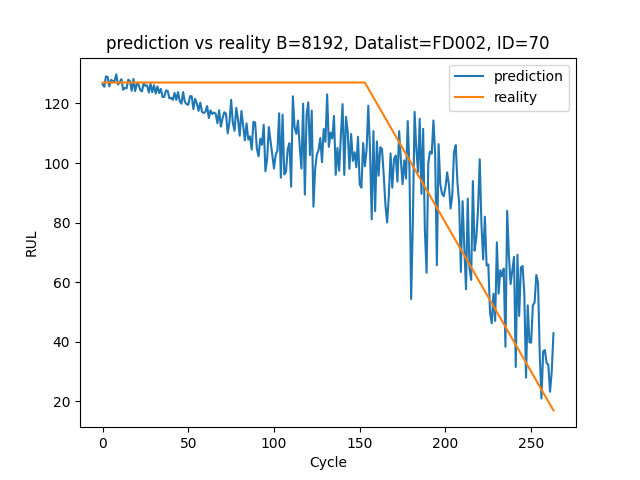 prediction vs reality B=8192, Datalist=FD002, ID=70
prediction
reality
RUL
120
100
80
60
40
20
0 50 100 150 200 250
Cycle